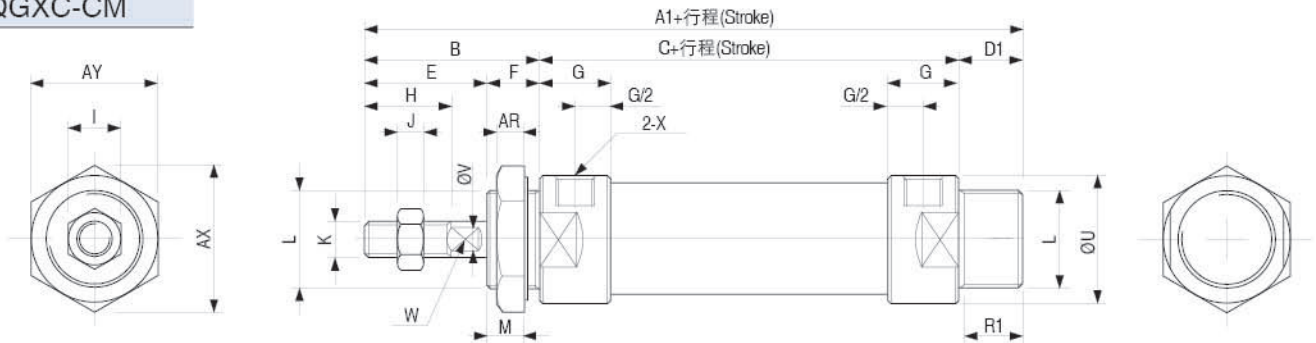 QGXC-CM
A1+行程(Stroke)
B
C+行程(Stroke)
D1
AY
E
F
G
G
I
H
G/2
G/2
J
AR
2-X
ØV
AX
L
K
L
ØU
W
M
R1